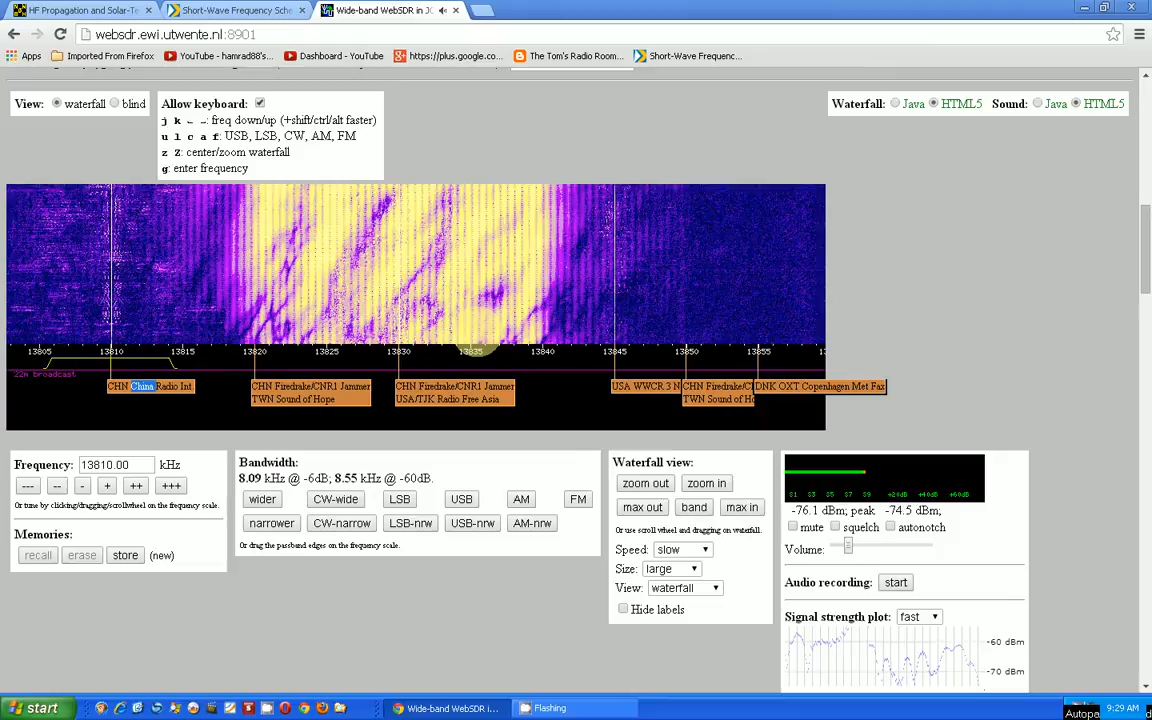 HF Propagation and Solar-Te
Short-Wave Frequency Sche
Wide-band WebSDR in JO
websdr.ewi.utwente.nl:8901
Apps
Imported From Firefox
YouTube - hamrad88's...
Dashboard - YouTube
https://plus.google.co...
The Tom's Radio Room...
Short-Wave Frequenc...
View: waterfall blind
Allow keyboard:
j k ← →: freq down/up (+shift/ctrl/alt faster)
u l c a f: USB, LSB, CW, AM, FM
z Z: center/zoom waterfall
g: enter frequency
Waterfall: Java HTML5 Sound: Java HTML5
13805 13810 13815 13820 13825 13830 13835 13840 13845 13850 13855
22m broadcast
CHN China Radio Int
CHN Firedrake/CNR1 Jammer
TWN Sound of Hope
CHN Firedrake/CNR1 Jammer
USA/TJK Radio Free Asia
USA WWCR 3 N
CHN Firedrake/C
TWN Sound of Ho
DNK OXT Copenhagen Met Fax
Frequency: 13810.00 kHz
--- -- - + ++ +++
Or tune by clicking/dragging/scrollwheel on the frequency scale.
Memories:
recall erase store (new)
Bandwidth:
8.09 kHz @ -6dB; 8.55 kHz @ -60dB.
wider CW-wide LSB USB AM FM
narrower CW-narrow LSB-nrw USB-nrw AM-nrw
Or drag the passband edges on the frequency scale.
Waterfall view:
zoom out zoom in
max out band max in
Or use scroll wheel and dragging on waterfall.
Speed: slow
Size: large
View: waterfall
Hide labels
S1 S3 S5 S7 S9 +20dB +40dB +60dB
-76.1 dBm; peak -74.5 dBm;
mute squelch autonotch
Volume:
Audio recording: start
Signal strength plot: fast
-60 dBm
-70 dBm
start
Wide-band WebSDR i...
Flashing
9:29 AM
Autopa